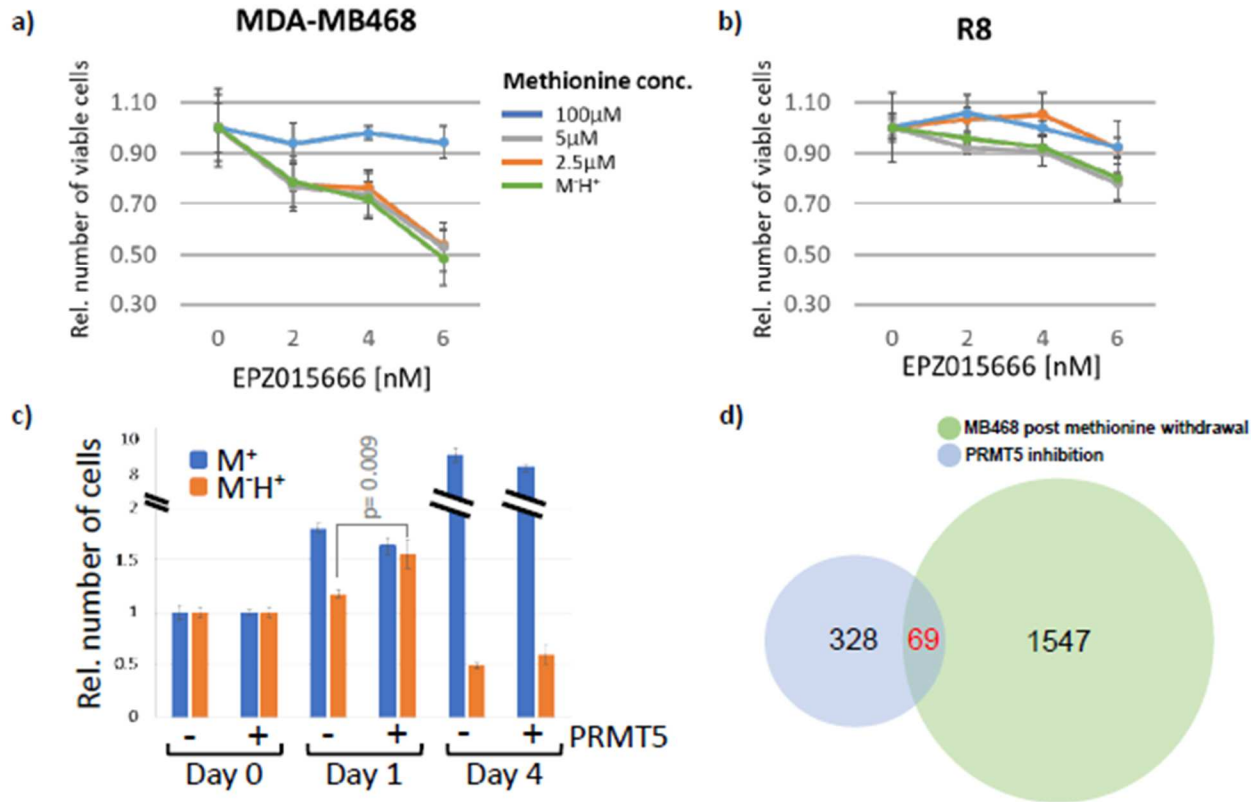 a)
MDA-MB468
Rel. number of viable cells
1.10
0.90
0.70
0.50
0.30
0 2 4 6
EPZ015666 [nM]
Methionine conc.
100µM
5µM
2.5µM
M⁻H⁺
b)
R8
Rel. number of viable cells
1.10
0.90
0.70
0.50
0.30
0 2 4 6
EPZ015666 [nM]
c)
Rel. number of cells
10
8
2
1.5
1
0.5
0
M⁺
M⁻H⁺
p= 0.009
- + - + - + PRMT5
Day 0 Day 1 Day 4
d)
MB468 post methionine withdrawal
PRMT5 inhibition
328 69 1547